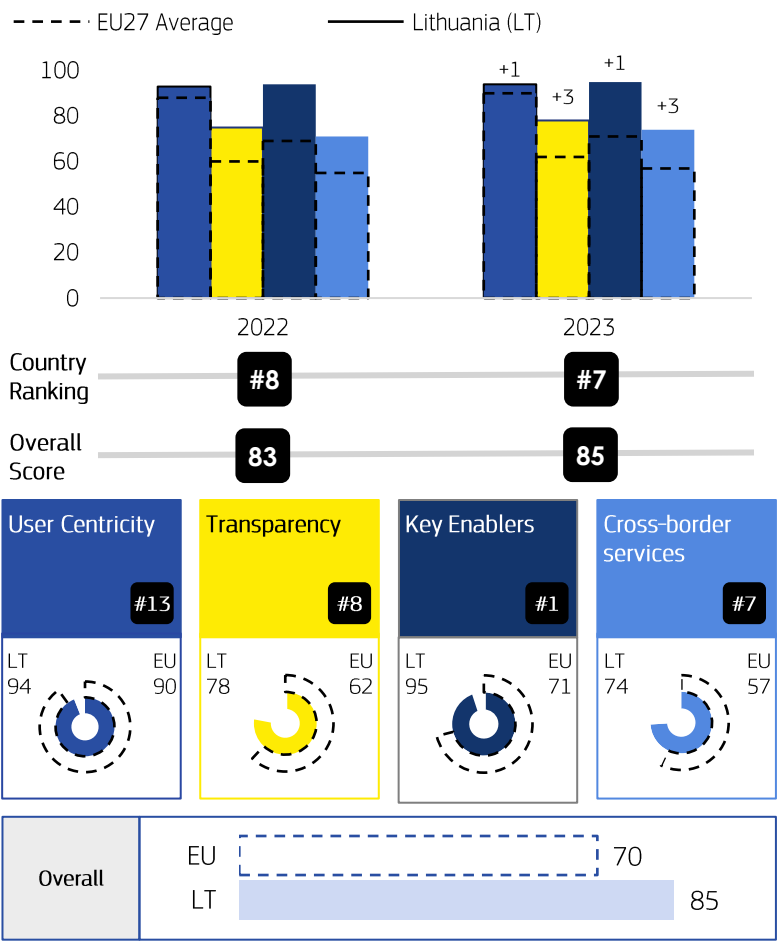 EU27 Average
Lithuania (LT)
100
80
60
40
20
0
+1
+3
+1
+3
2022
2023
Country
Ranking
#8
#7
Overall
Score
83
85
User Centricity
#13
LT
94
EU
90
Transparency
#8
LT
78
EU
62
Key Enablers
#1
LT
95
EU
71
Cross-border
services
#7
LT
74
EU
57
Overall
EU
70
LT
85